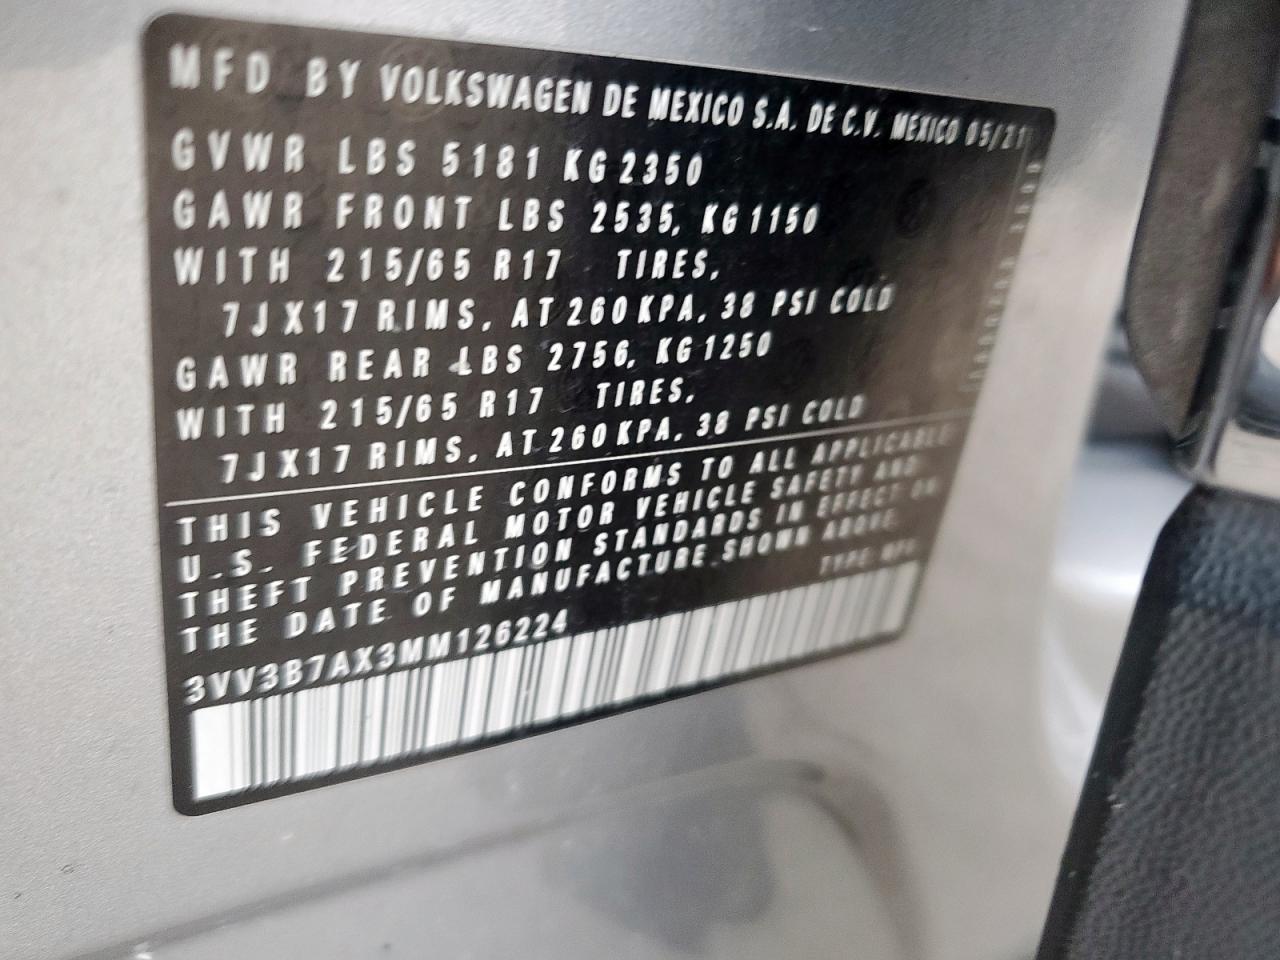 MFD BY VOLKSWAGEN DE MEXICO S.A. DE C.V. MEXICO 05/21
GVWR LBS 5181 KG 2350
GAWR FRONT LBS 2535, KG 1150
WITH 215/65 R17 TIRES,
7JX17 RIMS, AT 260 KPA, 38 PSI COLD
GAWR REAR LBS 2756, KG 1250
WITH 215/65 R17 TIRES,
7JX17 RIMS, AT 260 KPA, 38 PSI COLD
THIS VEHICLE CONFORMS TO ALL APPLICABLE
U.S. FEDERAL MOTOR VEHICLE SAFETY AND
THEFT PREVENTION STANDARDS IN EFFECT ON
THE DATE OF MANUFACTURE SHOWN ABOVE.
3VV3B7AX3MM126224
TYPE: MPV